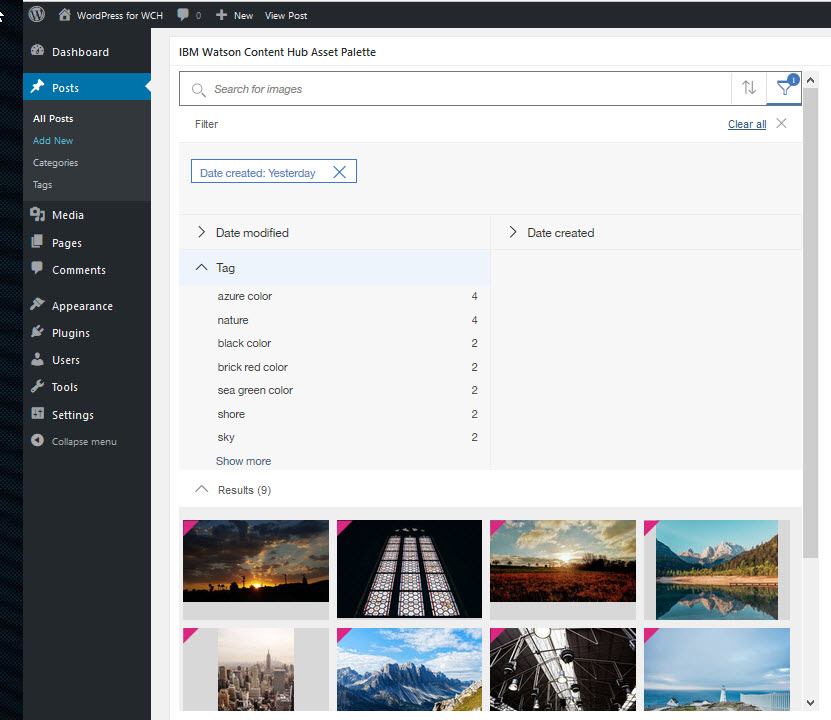 WordPress for WCH 0 New View Post
Dashboard
Posts
All Posts
Add New
Categories
Tags
Media
Pages
Comments
Appearance
Plugins
Users
Tools
Settings
Collapse menu
IBM Watson Content Hub Asset Palette
Search for images
1
Filter
Clear all
Date created: Yesterday
Date modified
Date created
Tag
azure color 4
nature 4
black color 2
brick red color 2
sea green color 2
shore 2
sky 2
Show more
Results (9)